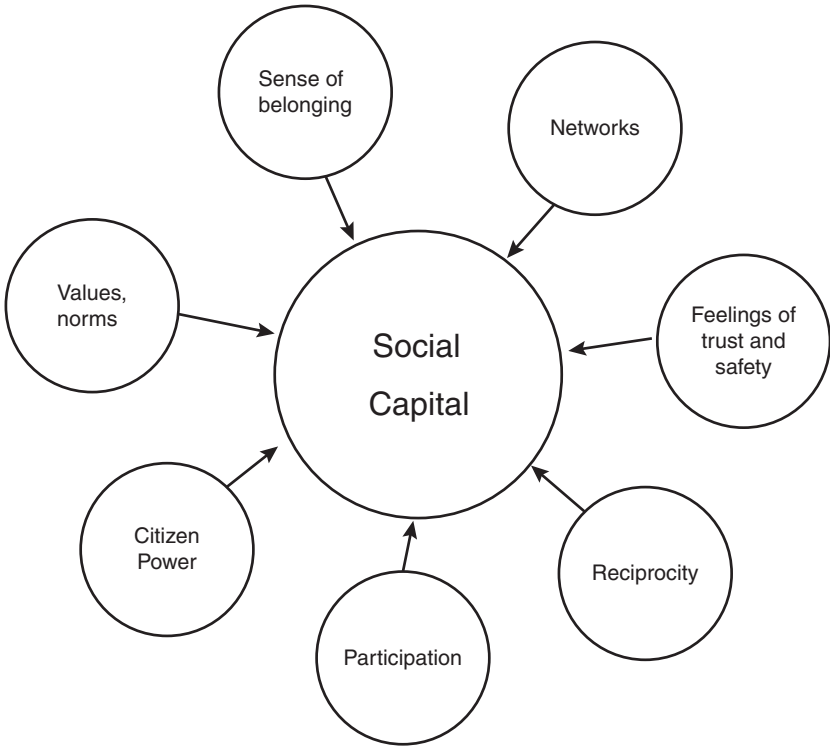 Sense of
belonging
Networks
Values,
norms
Feelings of
trust and
safety
Social
Capital
Citizen
Power
Reciprocity
Participation